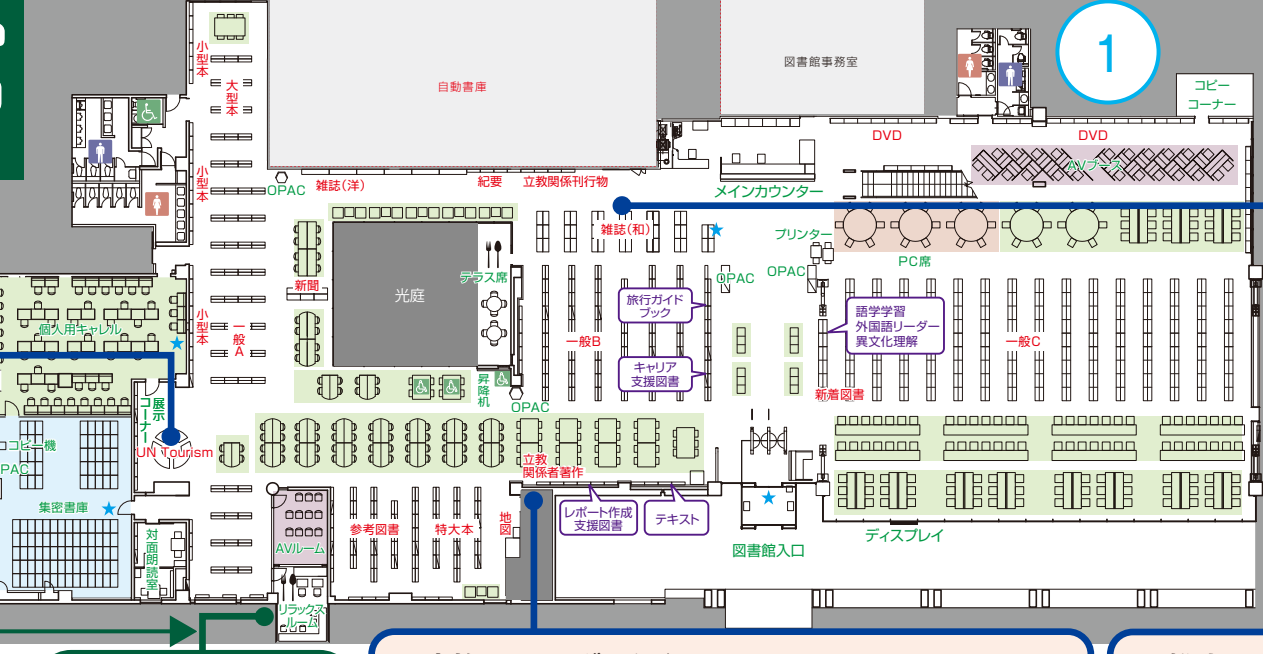 1
自動書庫
図書館事務室
コピー
コーナー
小型本
大型本
DVD
DVD
AVブース
OPAC
雑誌(洋)
紀要
立教関係刊行物
メインカウンター
小型本
雑誌(和)
プリンター
PC席
OPAC
OPAC
テラス席
新聞
光庭
旅行ガイド
ブック
語学学習
外国語リーダー
異文化理解
個人用キャレル
小型本
一般A
一般B
一般C
キャリア
支援図書
昇降机
OPAC
新着図書
展示
コーナー
UN Tourism
コピー機
PAC
立教
関係者著作
集密書庫
レポート作成
支援図書
テキスト
参考図書
特大本
地図
対面朗読室
AVルーム
図書館入口
ディスプレイ
リラックス
ルーム